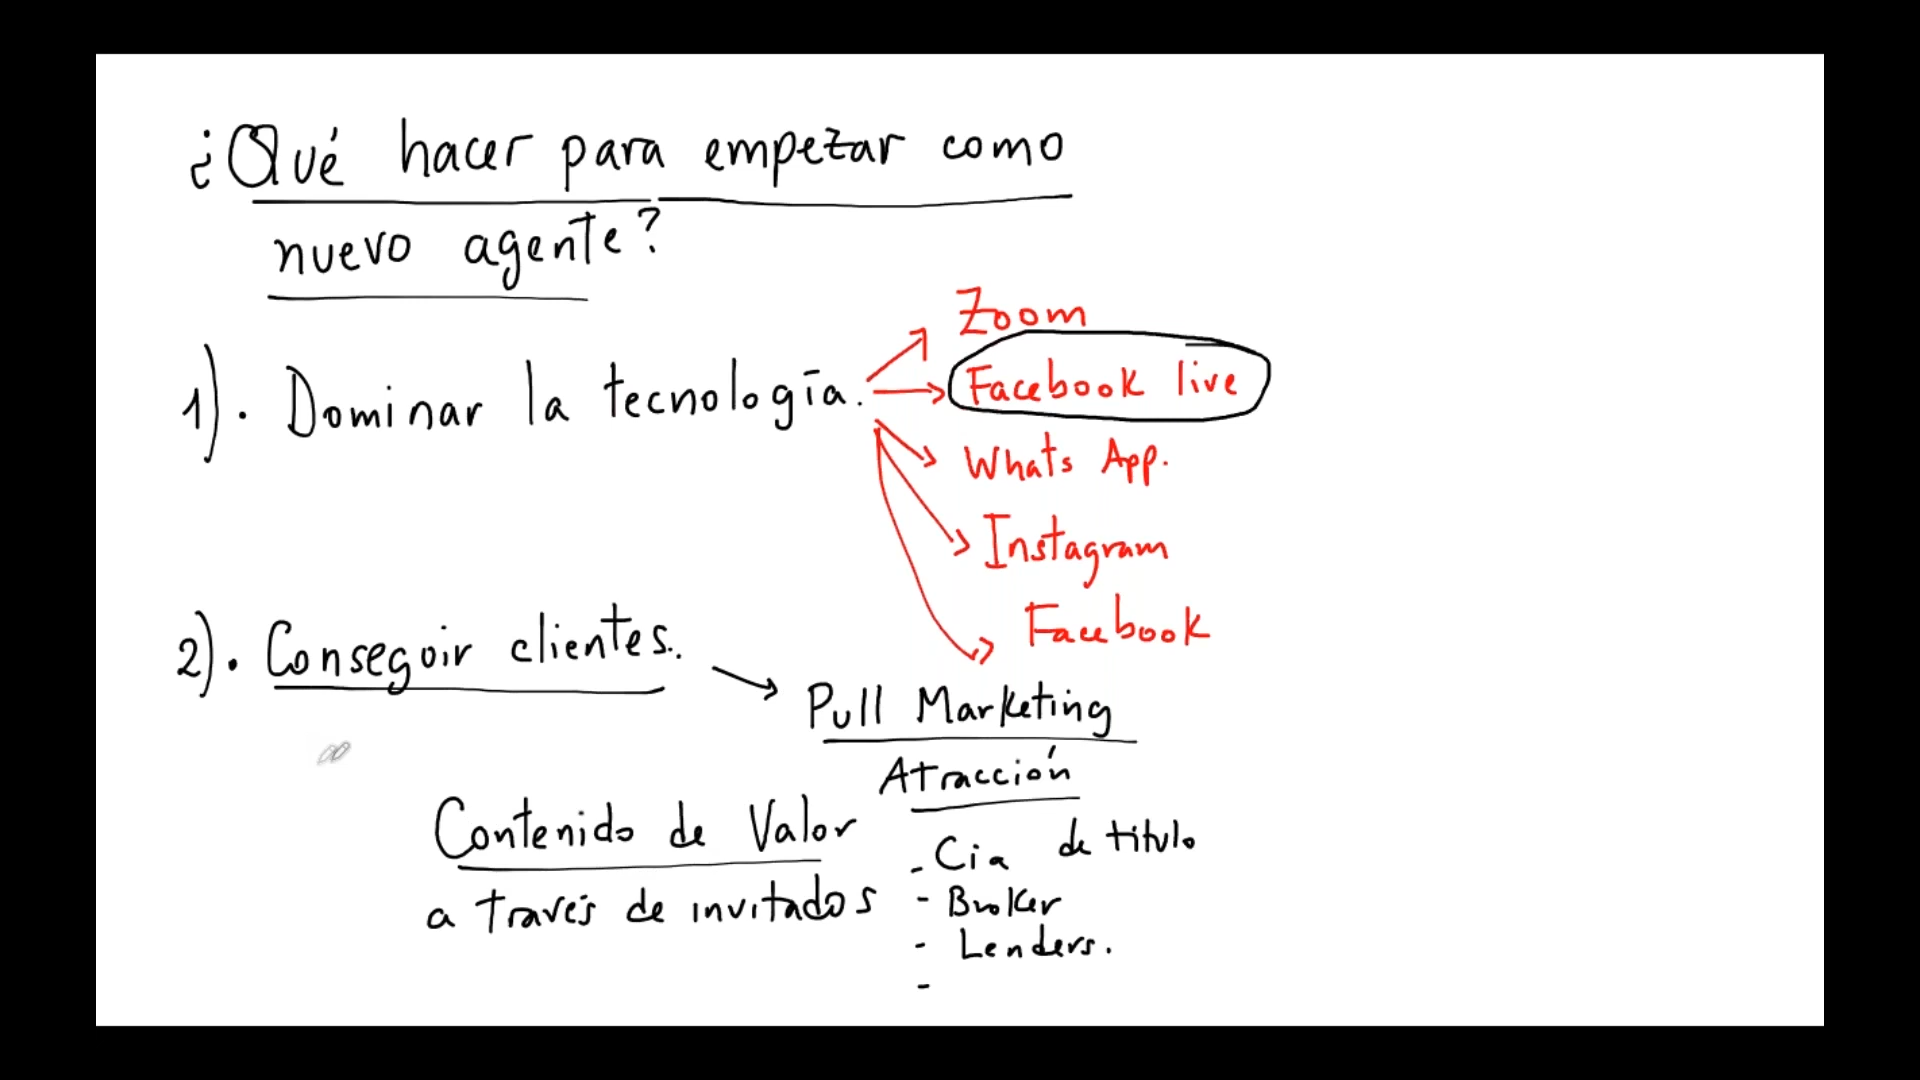 ¿Qué hacer para empezar como
nuevo agente?
1). Dominar la tecnología.
Zoom
Facebook live
Whats App.
Instagram
Facebook
2). Conseguir clientes.
Pull Marketing
Atracción
Contenido de Valor
a través de invitados
- Cia de titulo
- Broker
- Lenders.
-